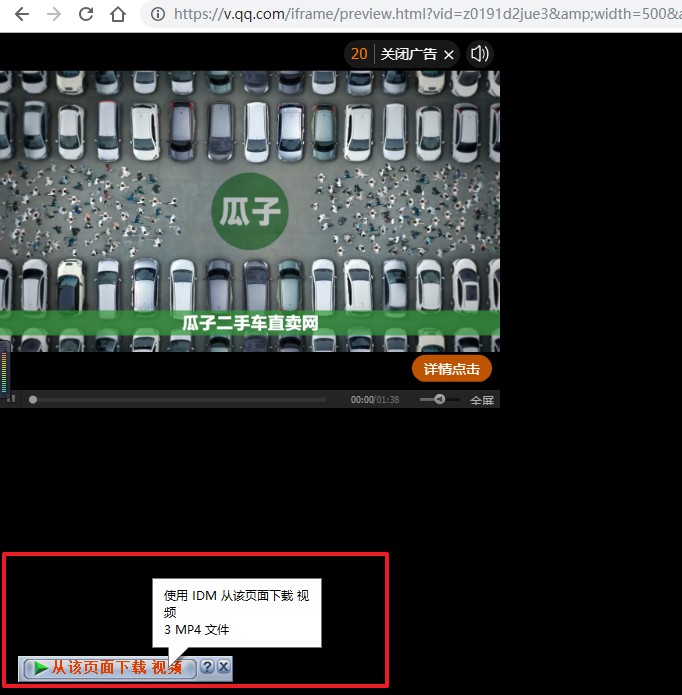 https://v.qq.com/iframe/preview.html?vid=z0191d2jue3&amp;width=500&a
20 关闭广告 ×
瓜子
瓜子二手车直卖网
详情点击
00:00/01:38 全屏
使用 IDM 从该页面下载 视
频
3 MP4 文件
从该页面下载 视频 ? X